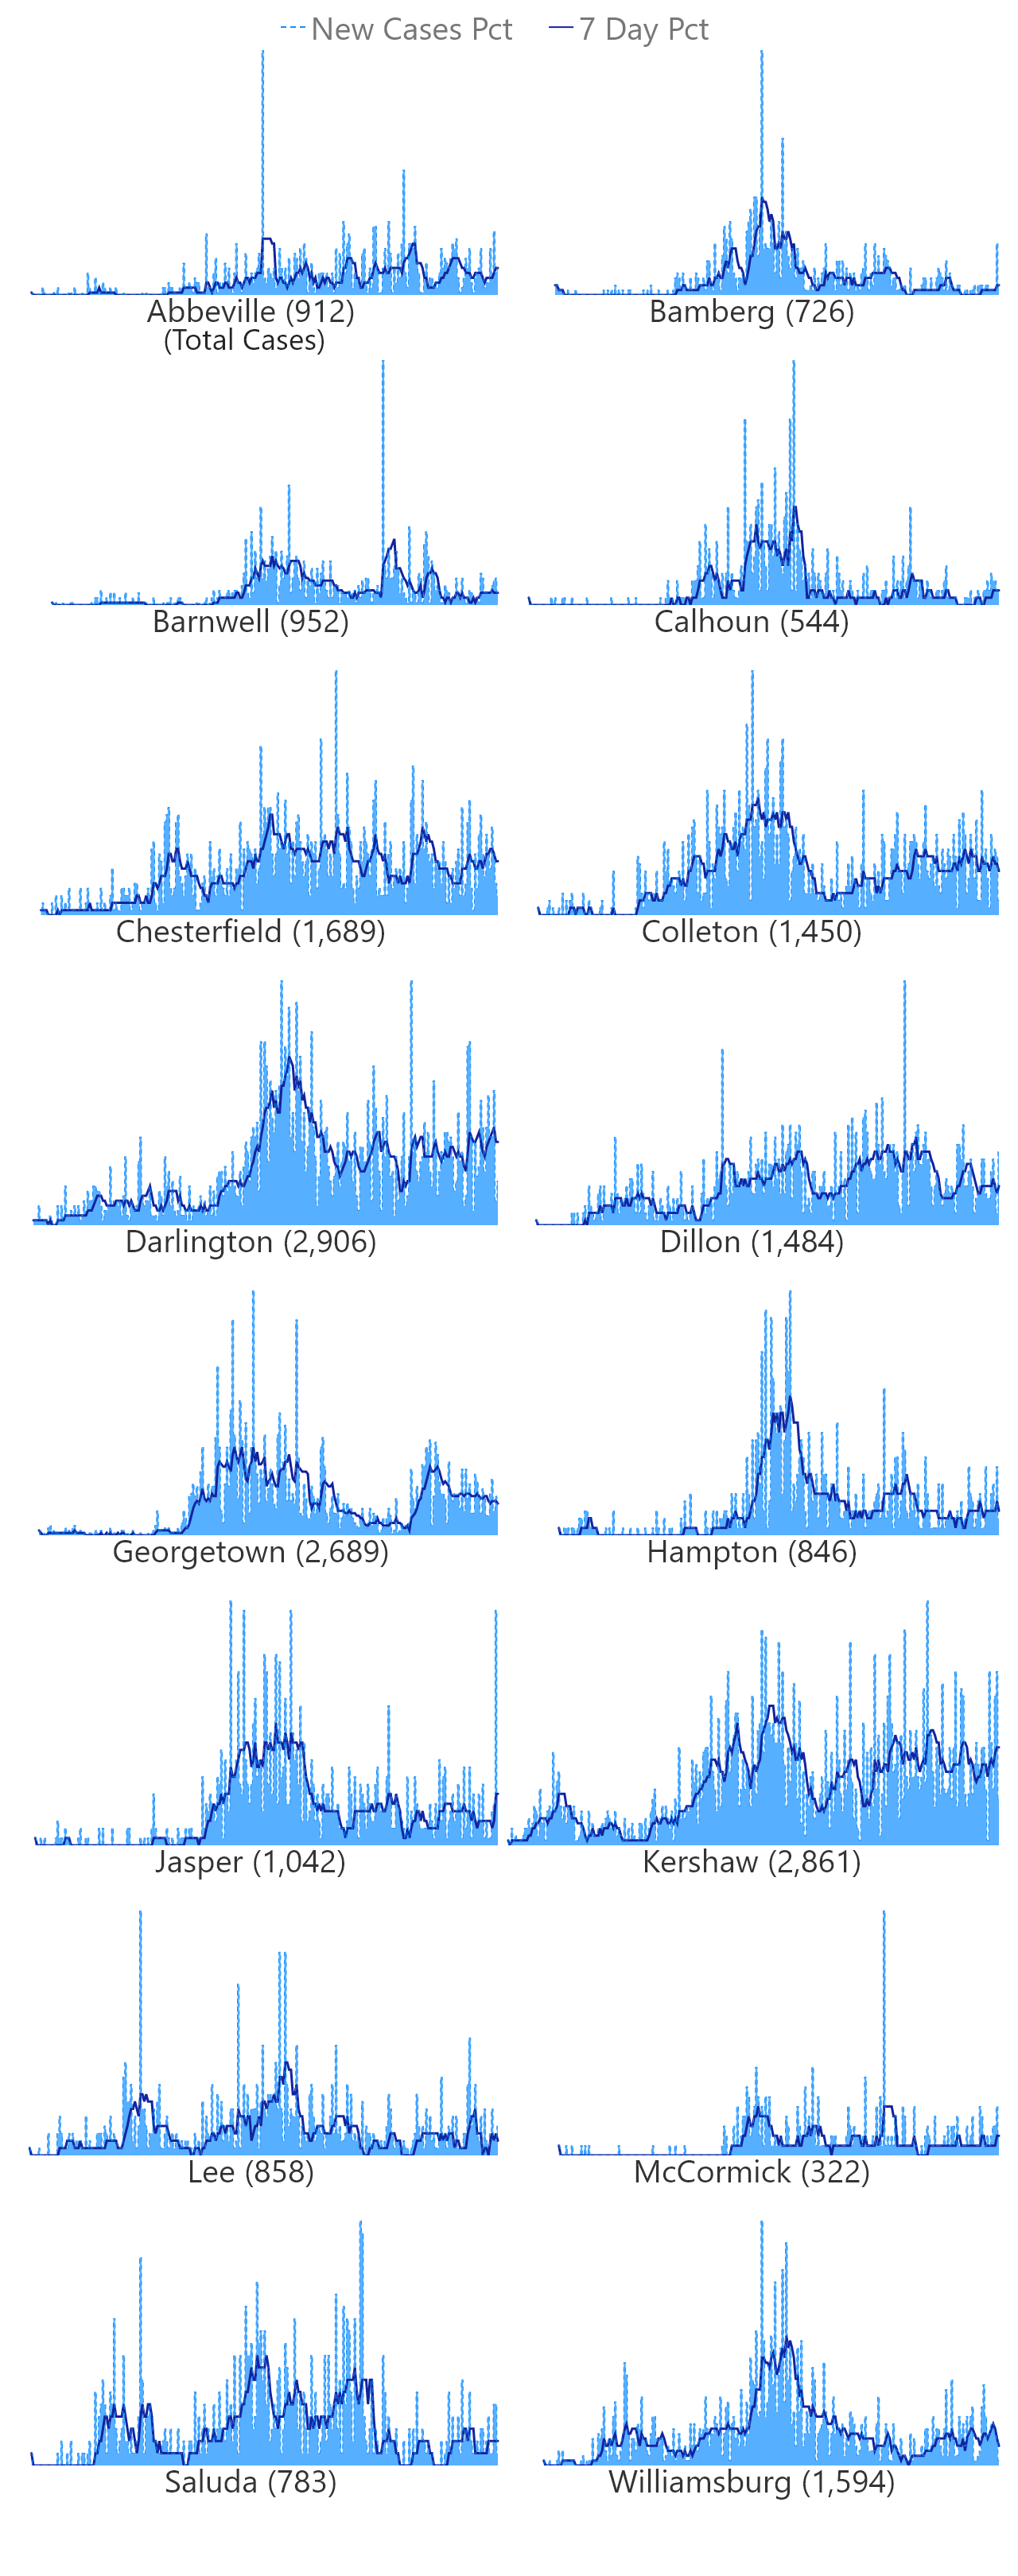 New Cases Pct 7 Day Pct
Abbeville (912) Bamberg (726)
(Total Cases)
Barnwell (952) Calhoun (544)
Chesterfield (1,689) Colleton (1,450)
Darlington (2,906) Dillon (1,484)
Georgetown (2,689) Hampton (846)
Jasper (1,042) Kershaw (2,861)
Lee (858) McCormick (322)
Saluda (783) Williamsburg (1,594)